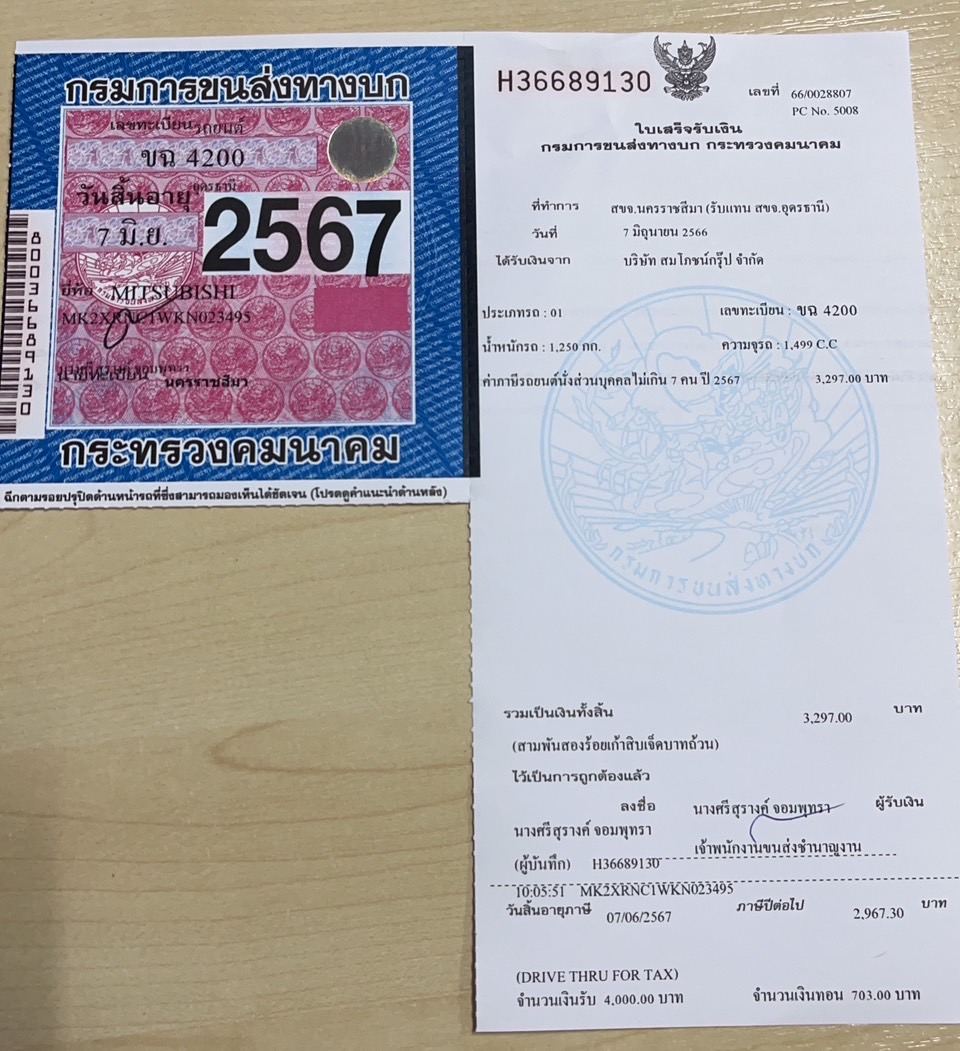 กรมการขนส่งทางบก
เลขทะเบียนรถยนต์
ขฉ 4200
อุดรธานี
วันสิ้นอายุ
7 มิ.ย.
2567
ยี่ห้อ MITSUBISHI
MK2XRNC1WKN023495
นายทะเบียน
นครราชสีมา
กระทรวงคมนาคม
80036689130
ฉีกตามรอยปรุปิดด้านหน้ารถที่ซึ่งสามารถมองเห็นได้ชัดเจน (โปรดดูคำแนะนำด้านหลัง)
H36689130
เลขที่ 66/0028807
PC No. 5008
ใบเสร็จรับเงิน
กรมการขนส่งทางบก กระทรวงคมนาคม
ที่ทำการ สขจ.นครราชสีมา (รับแทน สขจ.อุดรธานี)
วันที่ 7 มิถุนายน 2566
ได้รับเงินจาก บริษัท สมโภชน์กรุ๊ป จำกัด
ประเภทรถ : 01 เลขทะเบียน : ขฉ 4200
น้ำหนักรถ : 1,250 กก. ความจุรถ : 1,499 C.C
ค่าภาษีรถยนต์นั่งส่วนบุคคลไม่เกิน 7 คน ปี 2567 3,297.00 บาท
กรมการขนส่งทางบก
รวมเป็นเงินทั้งสิ้น 3,297.00 บาท
(สามพันสองร้อยเก้าสิบเจ็ดบาทถ้วน)
ไว้เป็นการถูกต้องแล้ว
ลงชื่อ นางศรีสุรางค์ จอมพุทรา ผู้รับเงิน
นางศรีสุรางค์ จอมพุทรา
เจ้าพนักงานขนส่งชำนาญงาน
(ผู้บันทึก) H36689130
10:05:51 MK2XRNC1WKN023495
วันสิ้นอายุภาษี 07/06/2567 ภาษีปีต่อไป 2,967.30 บาท
(DRIVE THRU FOR TAX)
จำนวนเงินรับ 4,000.00 บาท จำนวนเงินทอน 703.00 บาท